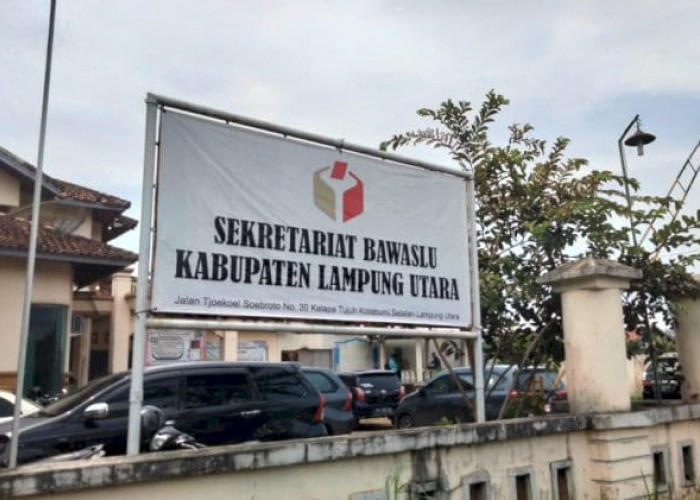 SEKRETARIAT BAWASLU
KABUPATEN LAMPUNG UTARA
Jalan Tjoekoel Soebroto No, 30 Kelapa Tujuh Kotabumi Selatan Lampung Utara